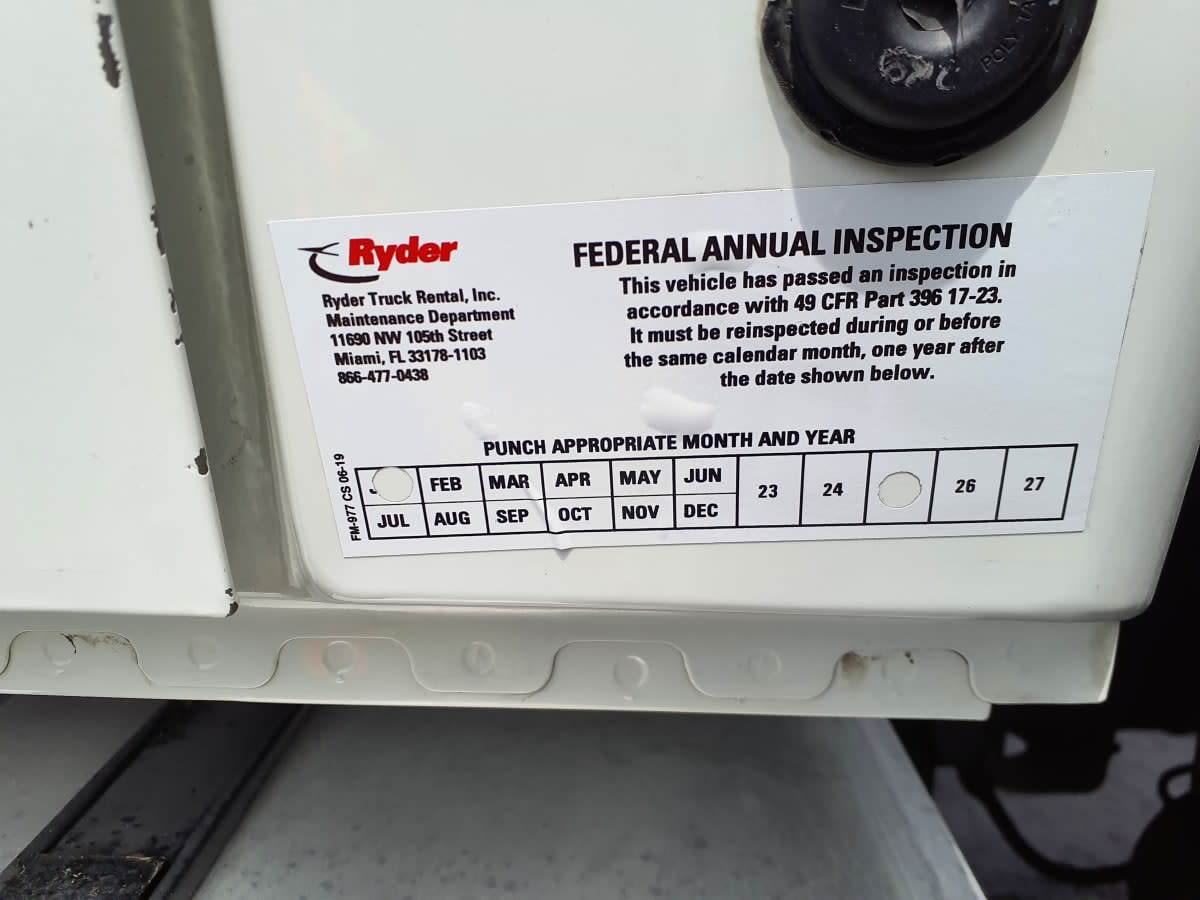 POLY TA
Ryder
Ryder Truck Rental, Inc.
Maintenance Department
11690 NW 105th Street
Miami, FL 33178-1103
866-477-0438
FEDERAL ANNUAL INSPECTION
This vehicle has passed an inspection in
accordance with 49 CFR Part 396 17-23.
It must be reinspected during or before
the same calendar month, one year after
the date shown below.
PUNCH APPROPRIATE MONTH AND YEAR
FEB MAR APR MAY JUN 23 24 26 27
JUL AUG SEP OCT NOV DEC
FM-977 CS 06-19